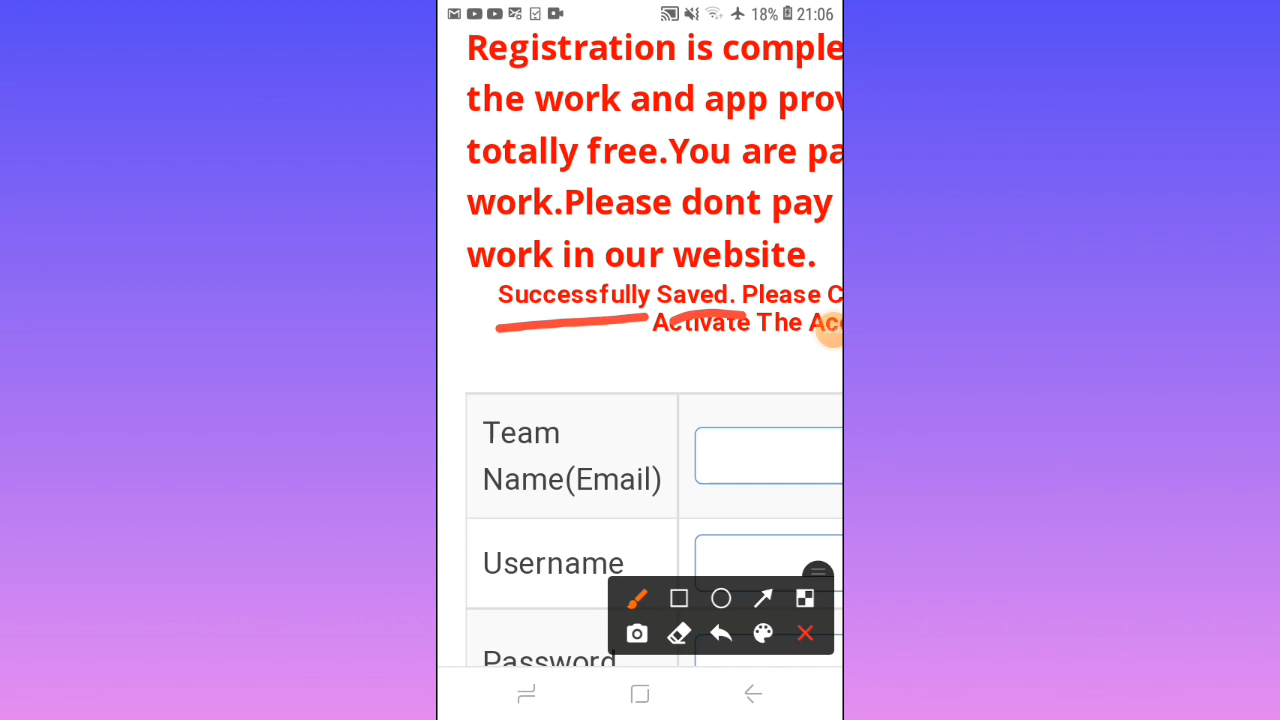 18% 21:06
Registration is comple
the work and app prov
totally free.You are pa
work.Please dont pay
work in our website.
Successfully Saved. Please C
Activate The Acc
Team
Name(Email)
Username
Password